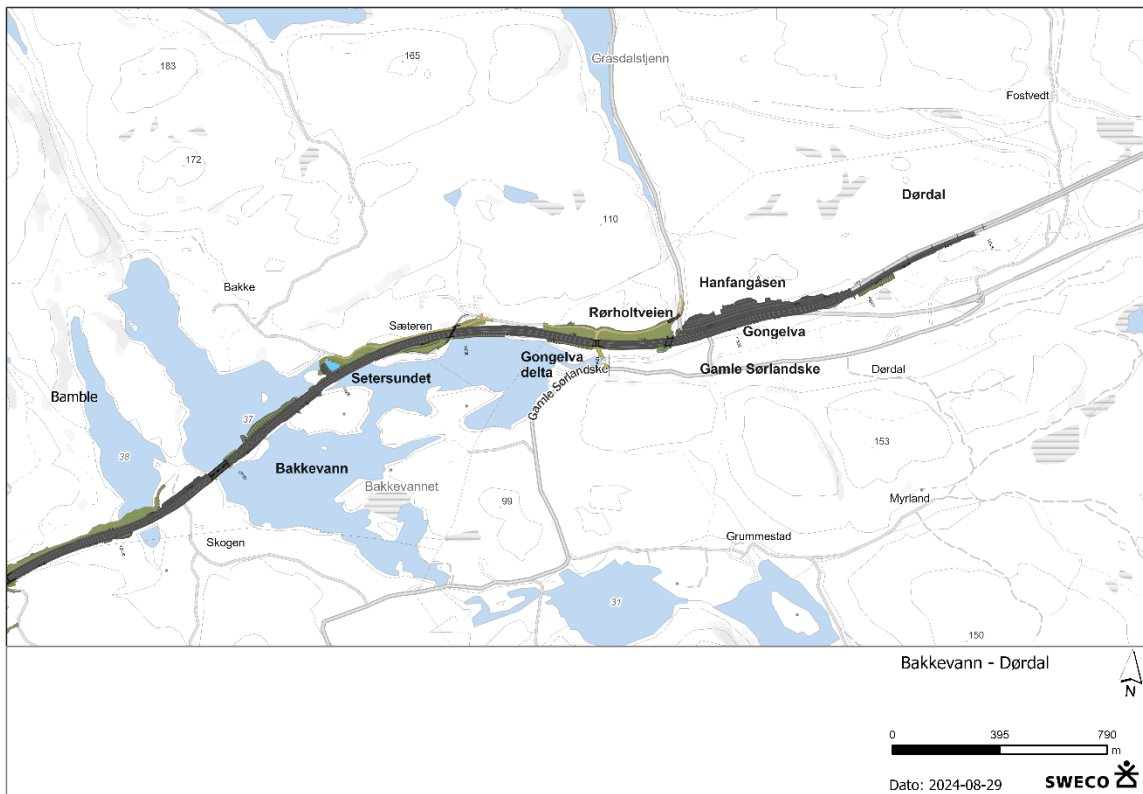 183
165
Grasdalstjenn
Fostvedt
172
Dørdal
110
Bakke
Hanfangåsen
Rørholtveien
Sæteren
Gongelva
Gongelva
delta
Setersundet
Gamle Sørlandske
Gamle Sørlandske
Dørdal
Bamble
37
153
38
Bakkevann
Bakkevannet
99
Myrland
Skogen
Grummestad
31
150
Bakkevann - Dørdal
N
0 395 790
m
Dato: 2024-08-29
SWECO